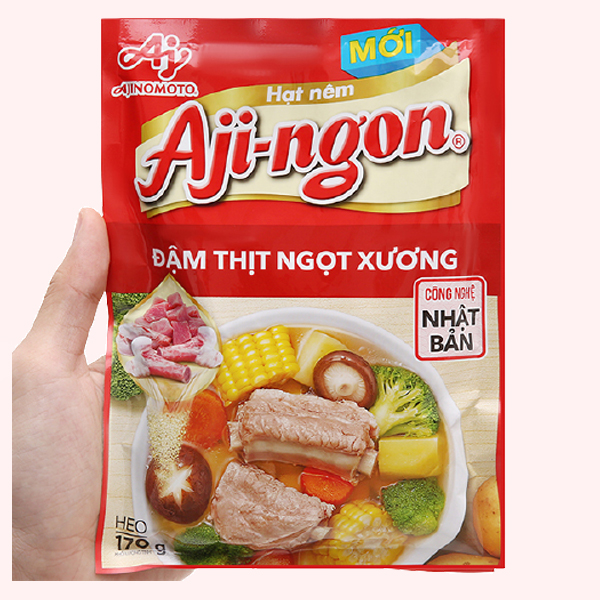 MỚI
AJINOMOTO®
Hạt nêm
Aji-ngon®
ĐẬM THỊT NGỌT XƯƠNG
CÔNG NGHỆ
NHẬT
BẢN
HEO
170 g